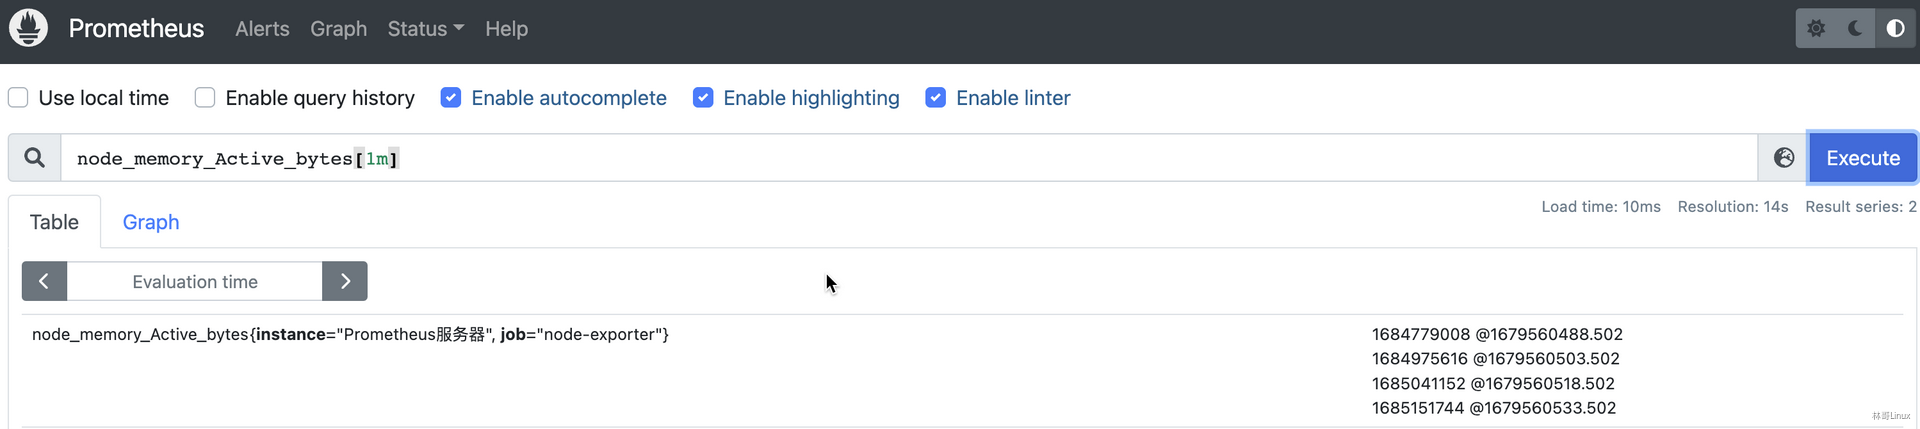 Prometheus Alerts Graph Status Help
Use local time Enable query history Enable autocomplete Enable highlighting Enable linter
node_memory_Active_bytes[1m] Execute
Table Graph Load time: 10ms Resolution: 14s Result series: 2
Evaluation time
node_memory_Active_bytes{instance="Prometheus服务器", job="node-exporter"} 1684779008 @1679560488.502
1684975616 @1679560503.502
1685041152 @1679560518.502
1685151744 @1679560533.502
林哥Linux